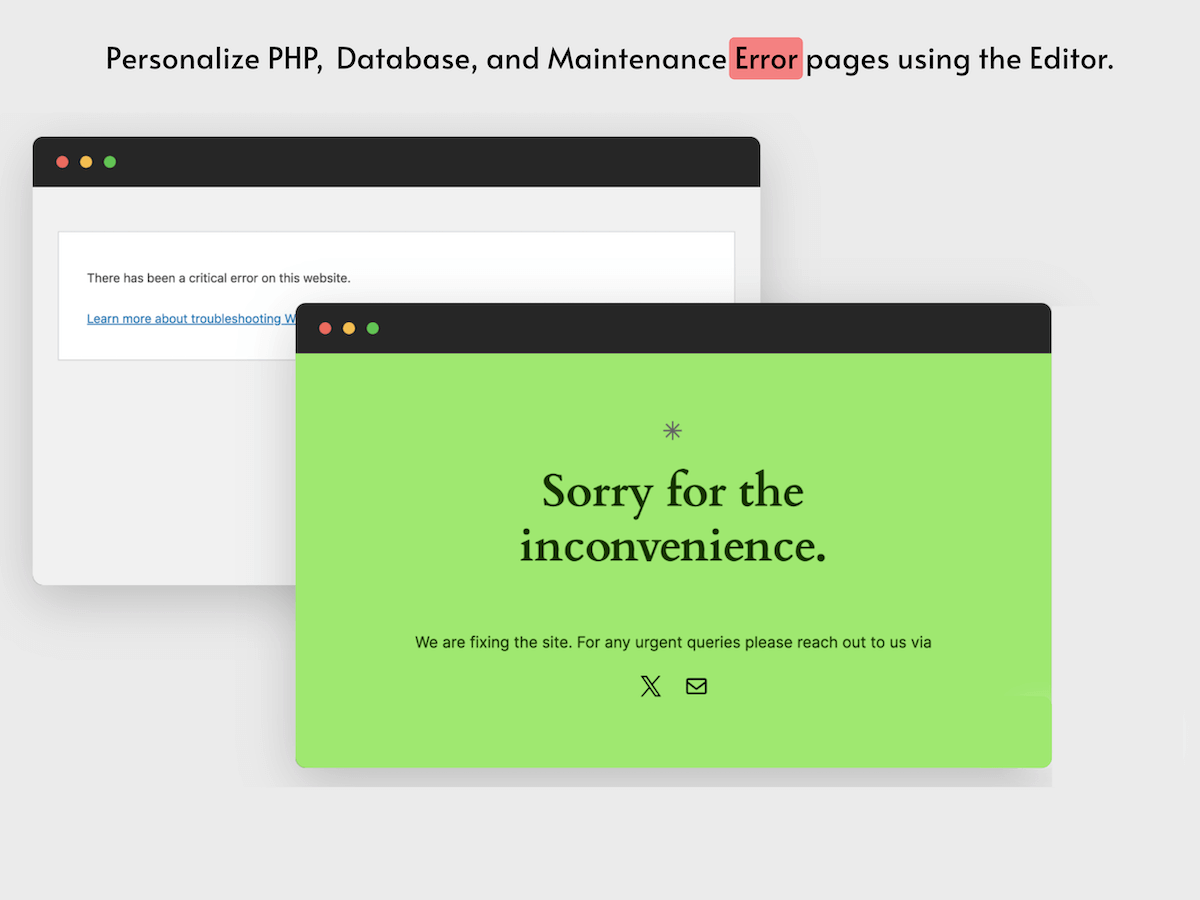 Personalize PHP, Database, and Maintenance Error pages using the Editor.
There has been a critical error on this website.
Learn more about troubleshooting W
Sorry for the
inconvenience.
We are fixing the site. For any urgent queries please reach out to us via